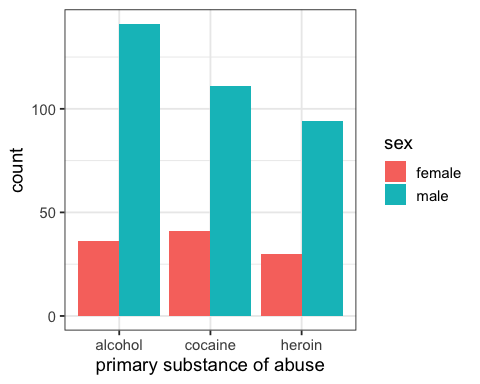 100
50
0
count
alcohol cocaine heroin
primary substance of abuse
sex
female
male